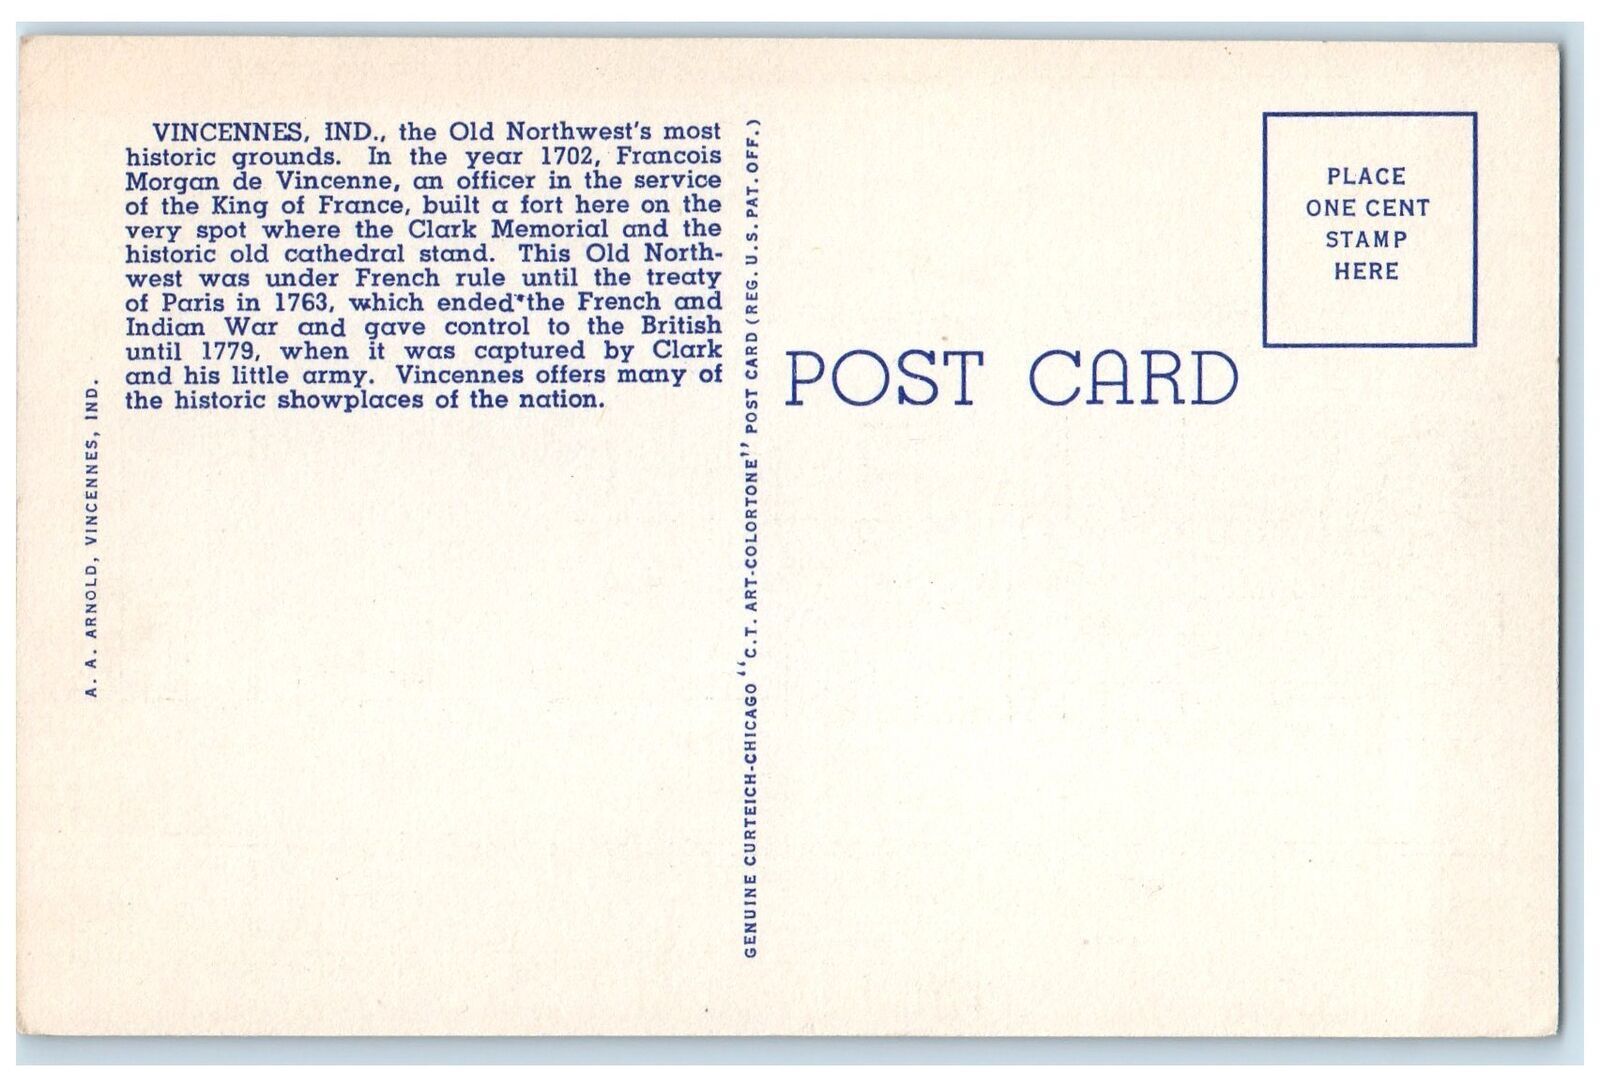 VINCENNES, IND., the Old Northwest's most
historic grounds. In the year 1702, Francois
Morgan de Vincenne, an officer in the service
of the King of France, built a fort here on the
very spot where the Clark Memorial and the
historic old cathedral stand. This Old North-
west was under French rule until the treaty
of Paris in 1763, which ended the French and
Indian War and gave control to the British
until 1779, when it was captured by Clark
and his little army. Vincennes offers many of
the historic showplaces of the nation.
A. A. ARNOLD, VINCENNES, IND.
GENUINE CURTEICH-CHICAGO "C.T. ART-COLORTONE" POST CARD (REG. U.S. PAT. OFF.)
POST CARD
PLACE
ONE CENT
STAMP
HERE